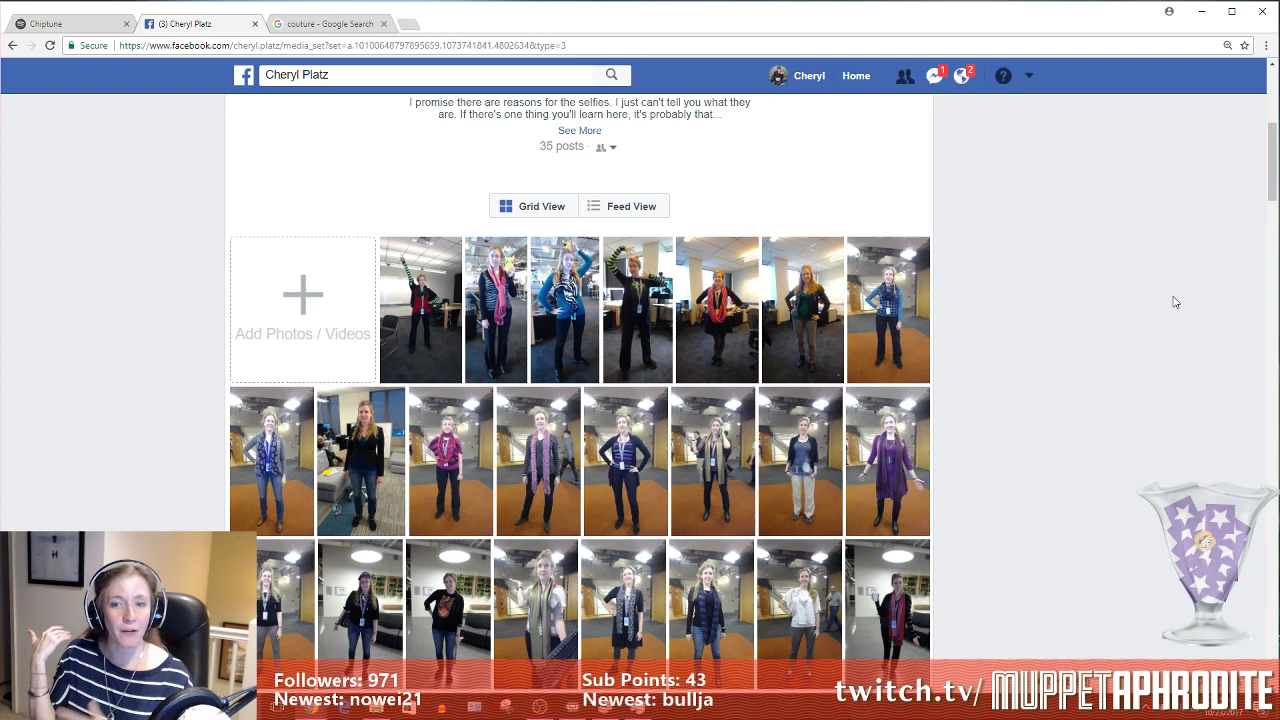 Chiptune
(3) Cheryl Platz
couture - Google Search
Secure https://www.facebook.com/cheryl.platz/media_set?set=a.10100648797895659.1073741841.4802634&type=3
Cheryl Platz
Cheryl
Home
1
2
I promise there are reasons for the selfies. I just can't tell you what they
are. If there's one thing you'll learn here, it's probably that...
See More
35 posts ·
Grid View
Feed View
Add Photos / Videos
Followers: 971
Newest: nowei21
Sub Points: 43
Newest: bullja
twitch.tv/MUPPETAPHRODITE